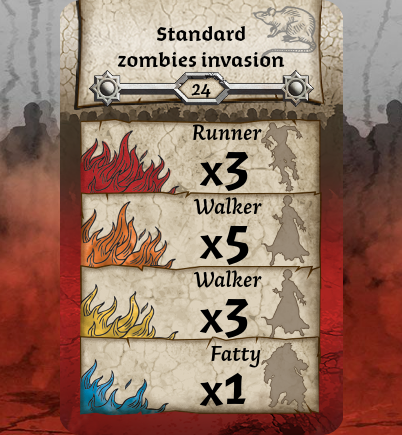 Standard
zombies invasion
24
Runner
x3
Walker
x5
Walker
x3
Fatty
x1